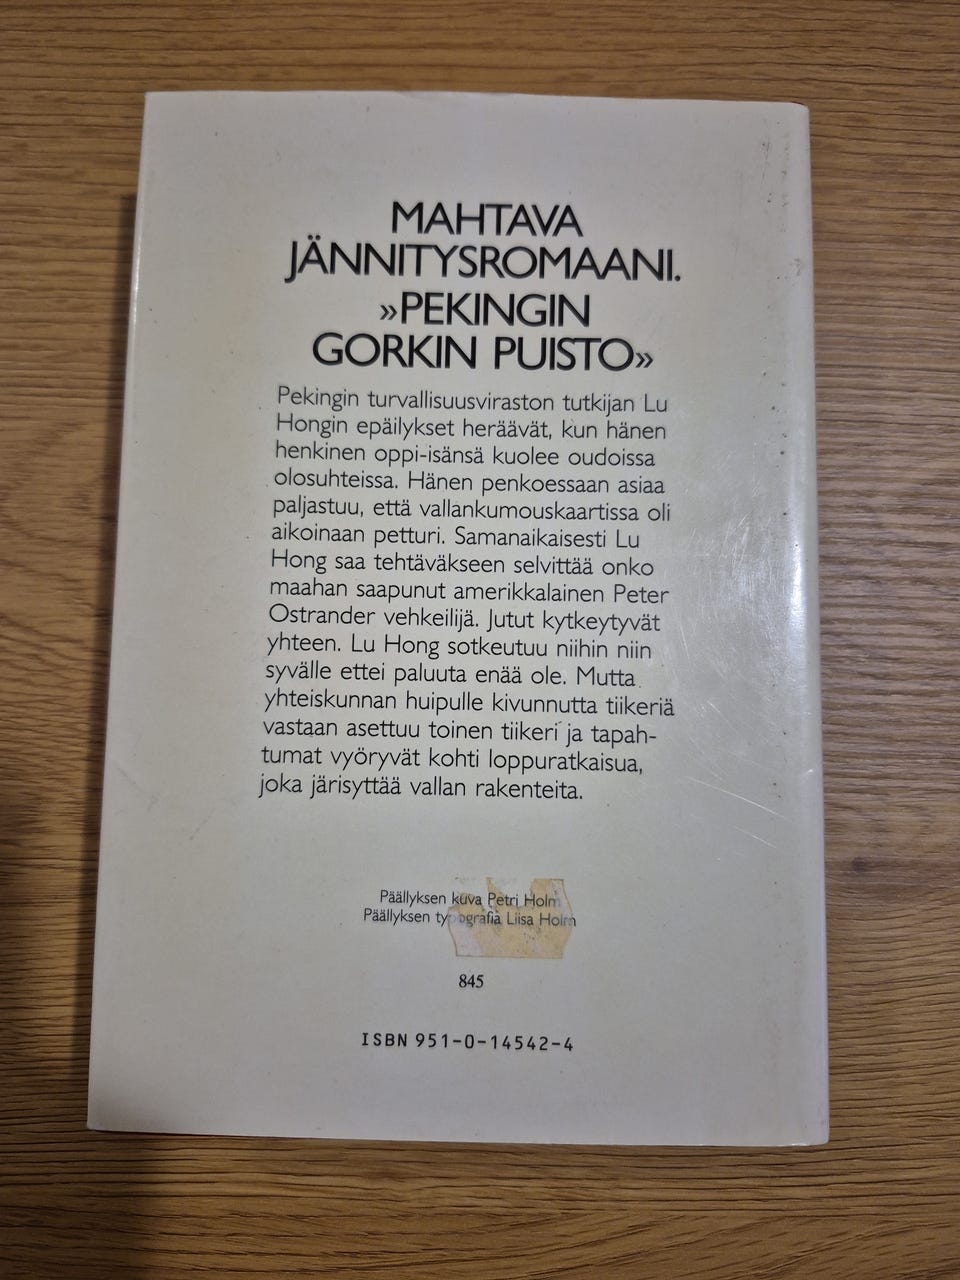 MAHTAVA
JÄNNITYSROMAANI.
»PEKINGIN
GORKIN PUISTO»
Pekingin turvallisuusviraston tutkijan Lu
Hongin epäilykset heräävät, kun hänen
henkinen oppi-isänsä kuolee oudoissa
olosuhteissa. Hänen penkoessaan asiaa
paljastuu, että vallankumouskaartissa oli
aikoinaan petturi. Samanaikaisesti Lu
Hong saa tehtäväkseen selvittää onko
maahan saapunut amerikkalainen Peter
Ostrander vehkeilijä. Jutut kytkeytyvät
yhteen. Lu Hong sotkeutuu niihin niin
syvälle ettei paluuta enää ole. Mutta
yhteiskunnan huipulle kivunnutta tiikeriä
vastaan asettuu toinen tiikeri ja tapah-
tumat vyöryvät kohti loppuratkaisua,
joka järisyttää vallan rakenteita.
Päällyksen kuva Petri Holm
Päällyksen typografia Liisa Holm
845
ISBN 951-0-14542-4